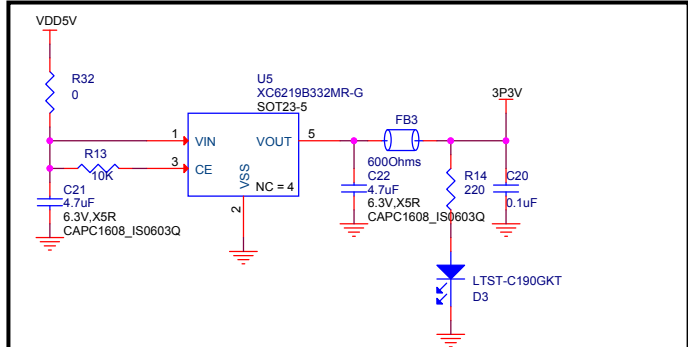 VDD5V
R32
0
U5
XC6219B332MR-G
SOT23-5
3P3V
FB3
600Ohms
1
VIN
VOUT
5
R13
10K
3
CE
VSS
NC = 4
2
C21
4.7uF
6.3V,X5R
CAPC1608_IS0603Q
C22
4.7uF
6.3V,X5R
CAPC1608_IS0603Q
R14
220
C20
0.1uF
LTST-C190GKT
D3